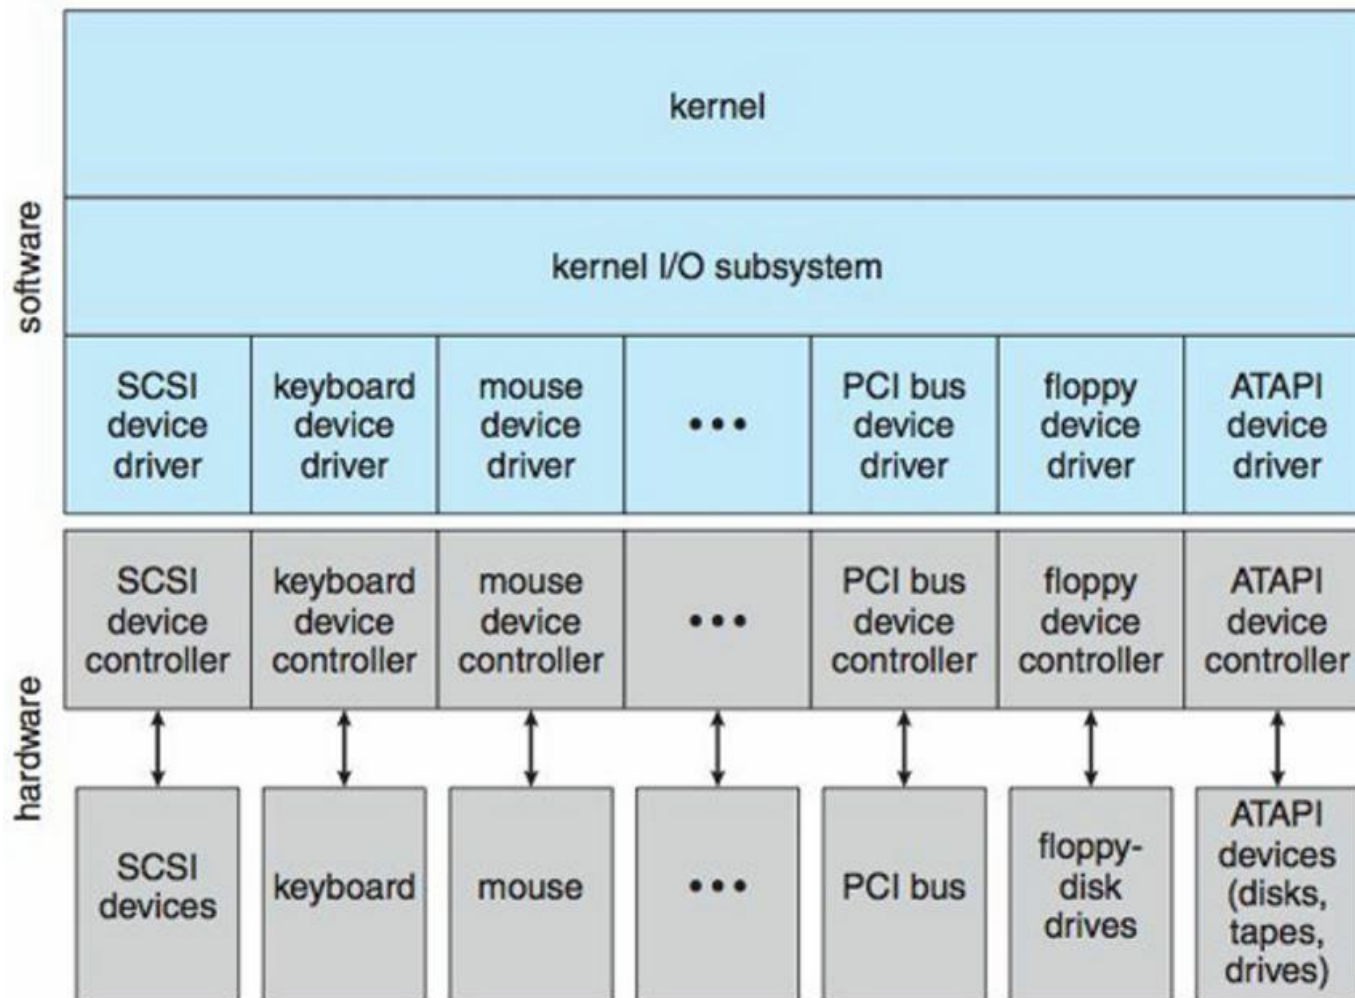 software
kernel
kernel I/O subsystem
SCSI
device
driver
keyboard
device
driver
mouse
device
driver
•••
PCI bus
device
driver
floppy
device
driver
ATAPI
device
driver
hardware
SCSI
device
controller
keyboard
device
controller
mouse
device
controller
•••
PCI bus
device
controller
floppy
device
controller
ATAPI
device
controller
SCSI
devices
keyboard
mouse
•••
PCI bus
floppy-
disk
drives
ATAPI
devices
(disks,
tapes,
drives)